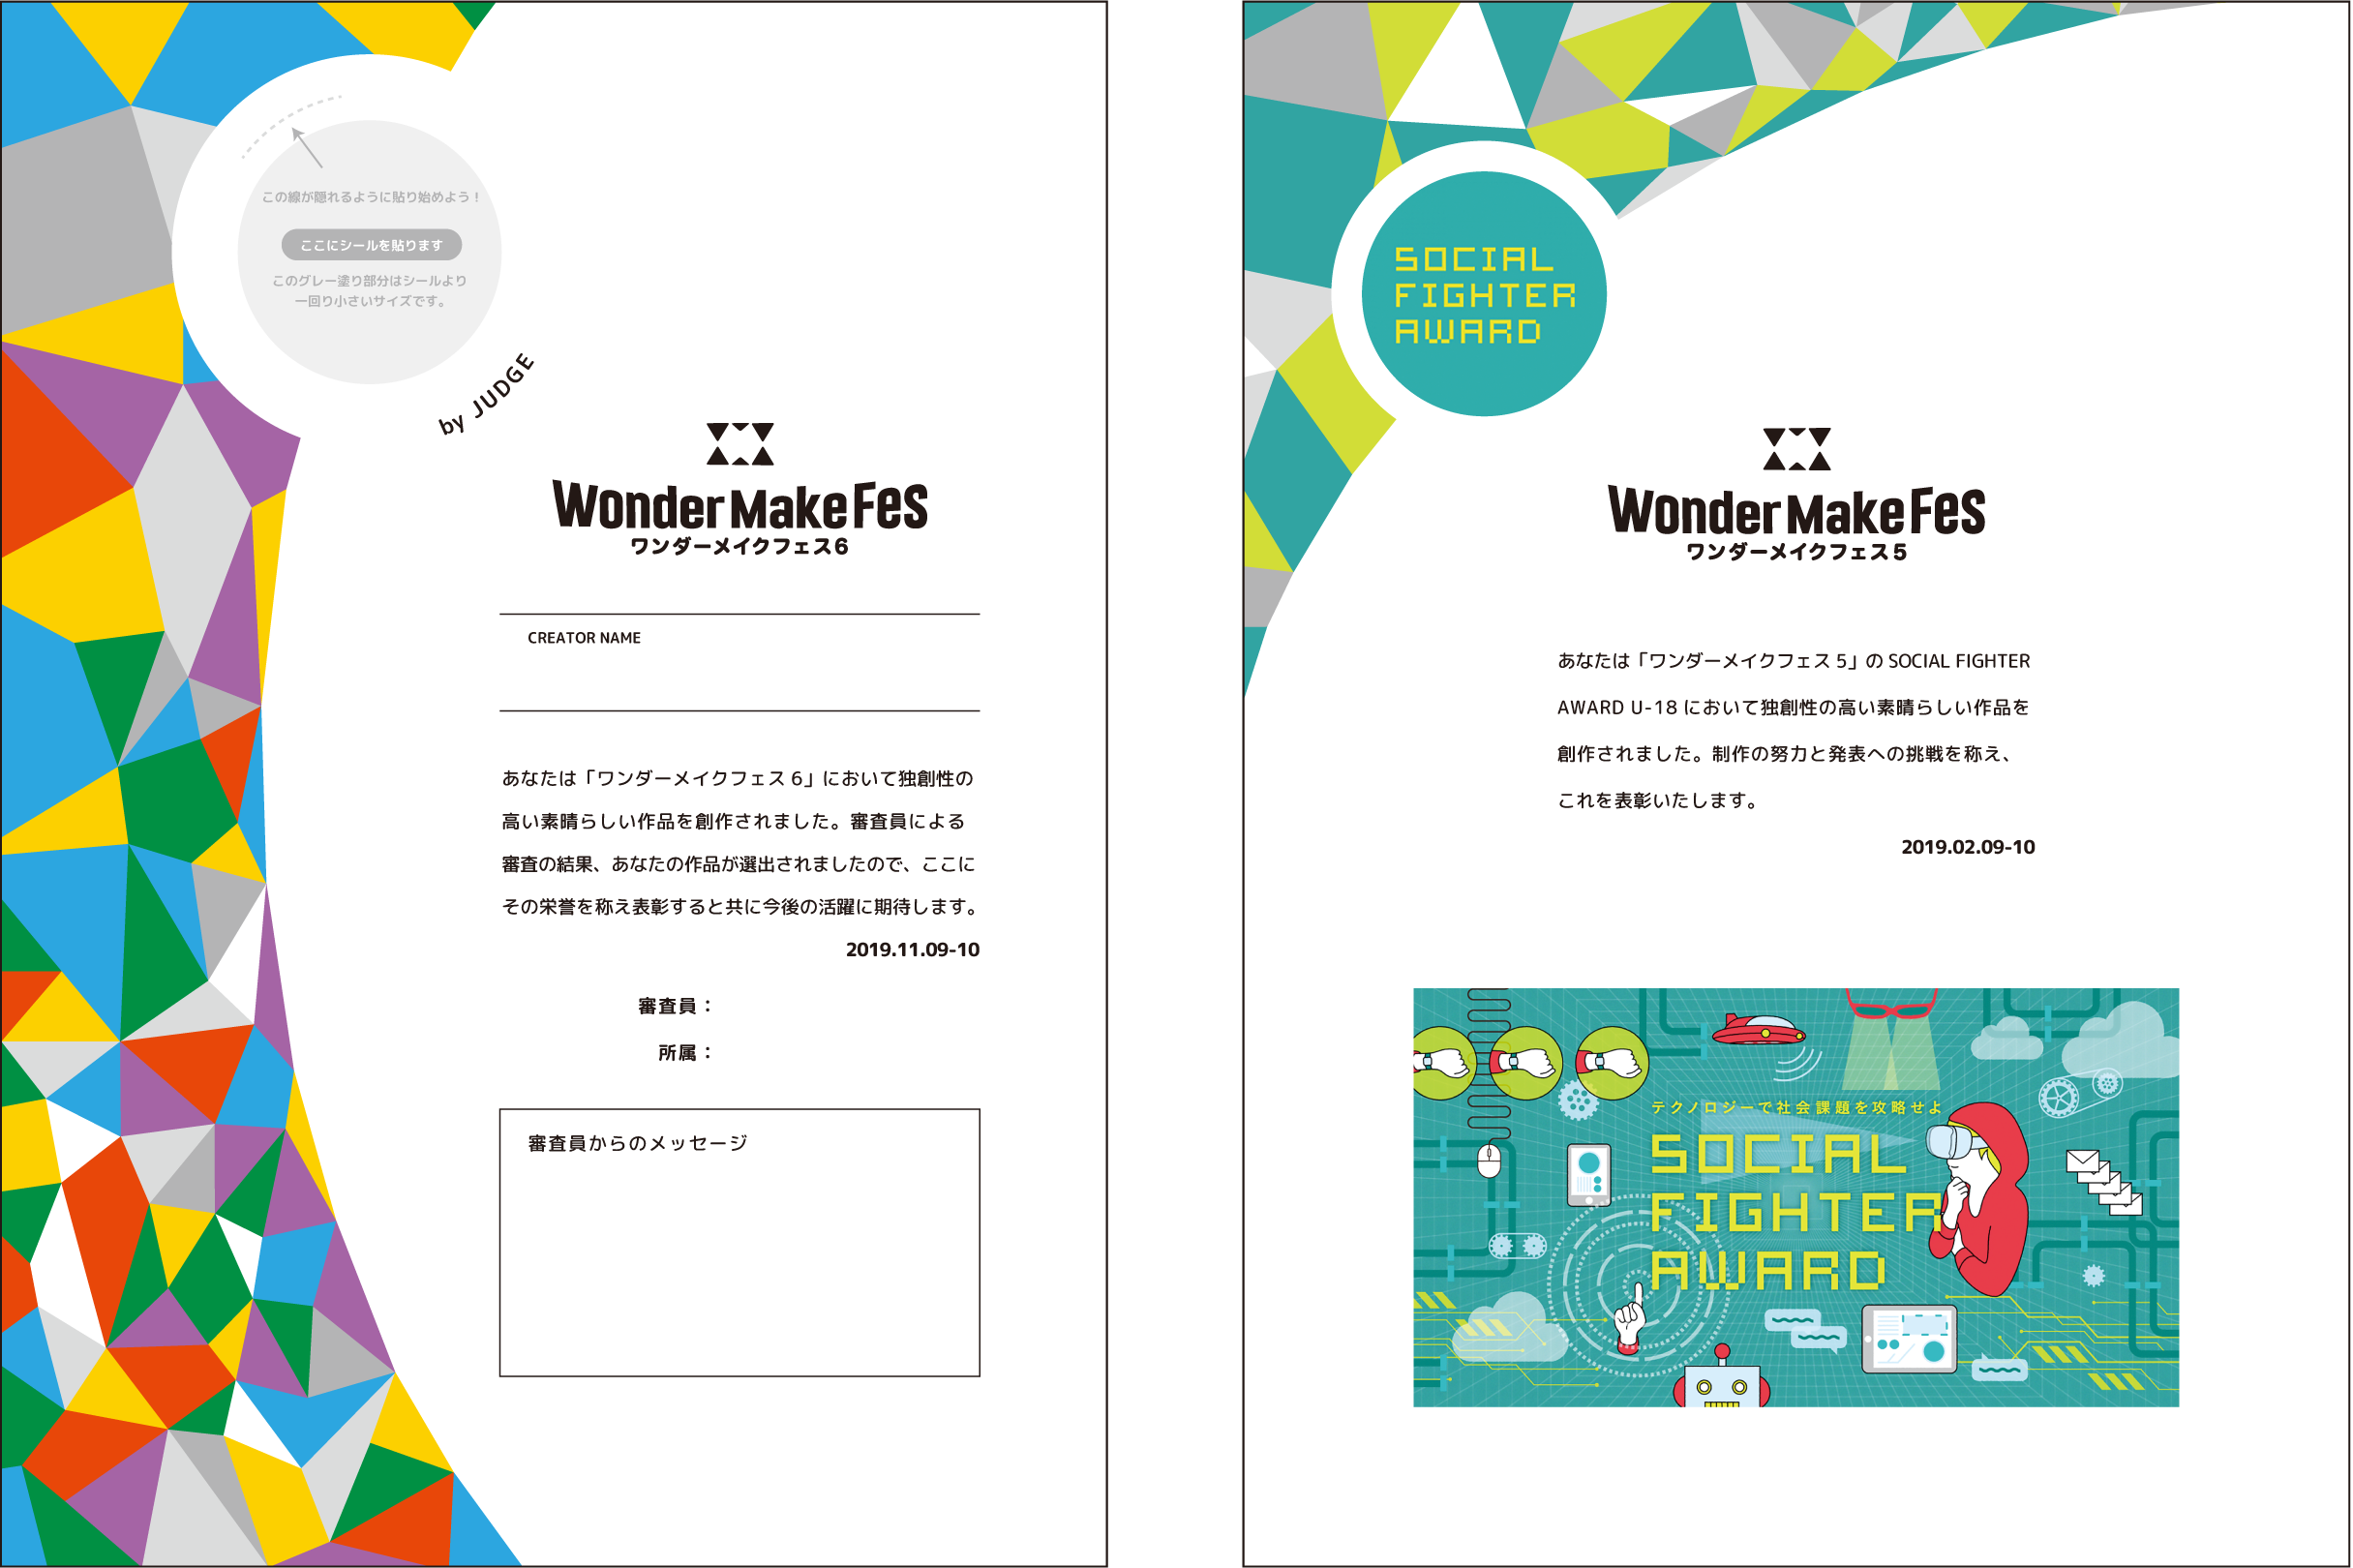 この線が隠れるように貼り始めよう！
ここにシールを貼ります
このグレー塗り部分はシールより
一回り小さいサイズです。
by JUDGE
WonderMakeFes
ワンダーメイクフェス6
CREATOR NAME
あなたは「ワンダーメイクフェス 6」において独創性の
高い素晴らしい作品を創作されました。審査員による
審査の結果、あなたの作品が選出されましたので、ここに
その栄誉を称え表彰すると共に今後の活躍に期待します。
2019.11.09-10
審査員：
所属：
審査員からのメッセージ
SOCIAL
FIGHTER
AWARD
WonderMakeFes
ワンダーメイクフェス5
あなたは「ワンダーメイクフェス 5」の SOCIAL FIGHTER
AWARD U-18 において独創性の高い素晴らしい作品を
創作されました。制作の努力と発表への挑戦を称え、
これを表彰いたします。
2019.02.09-10
テクノロジーで社会課題を攻略せよ
SOCIAL
FIGHTER
AWARD